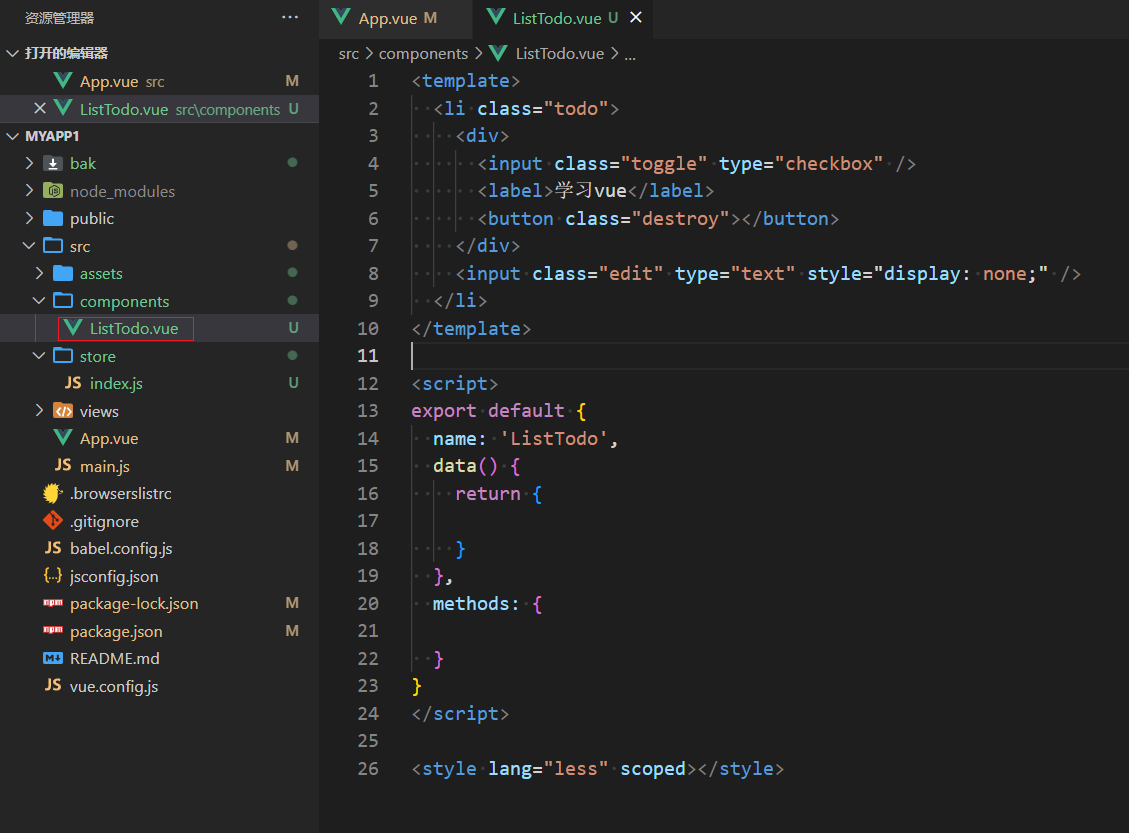 资源管理器 ...
打开的编辑器
App.vue src M
ListTodo.vue src\components U
MYAPP1
bak
node_modules
public
src
assets
components
ListTodo.vue U
store
JS index.js U
views
App.vue M
JS main.js M
.browserslistrc
.gitignore
JS babel.config.js
{..} jsconfig.json
npm package-lock.json M
npm package.json M
README.md
JS vue.config.js
App.vue M ListTodo.vue U
src > components > ListTodo.vue > ...
1 <template>
2 <li class="todo">
3 <div>
4 <input class="toggle" type="checkbox" />
5 <label>学习vue</label>
6 <button class="destroy"></button>
7 </div>
8 <input class="edit" type="text" style="display: none;" />
9 </li>
10 </template>
11
12 <script>
13 export default {
14 name: 'ListTodo',
15 data() {
16 return {
17
18 }
19 },
20 methods: {
21
22 }
23 }
24 </script>
25
26 <style lang="less" scoped></style>